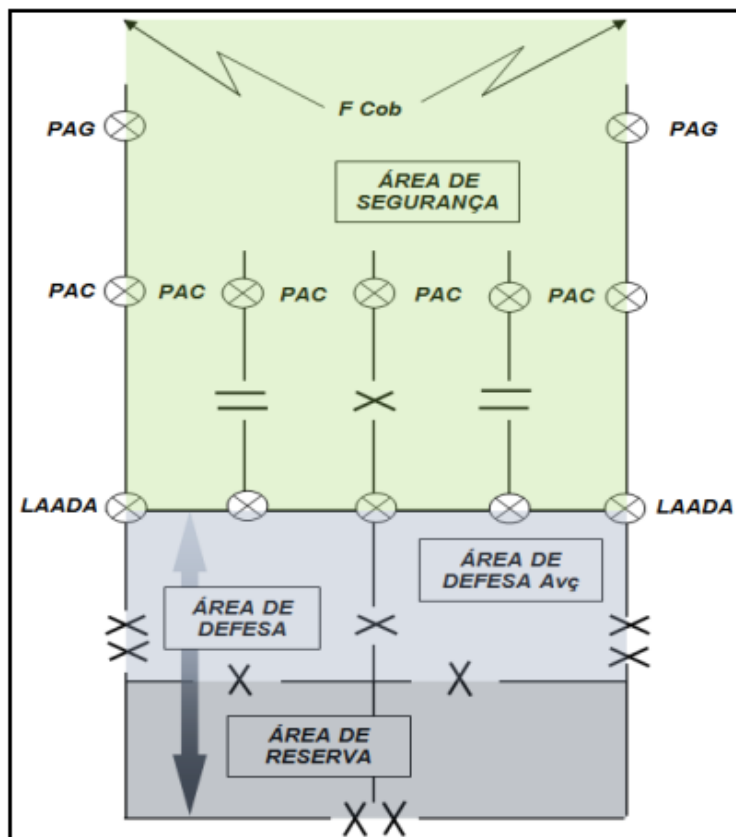 F Cob
PAG
PAG
ÁREA DE
SEGURANÇA
PAC
PAC
PAC
PAC
PAC
LAADA
LAADA
ÁREA DE
DEFESA Avç
ÁREA DE
DEFESA
ÁREA DE
RESERVA